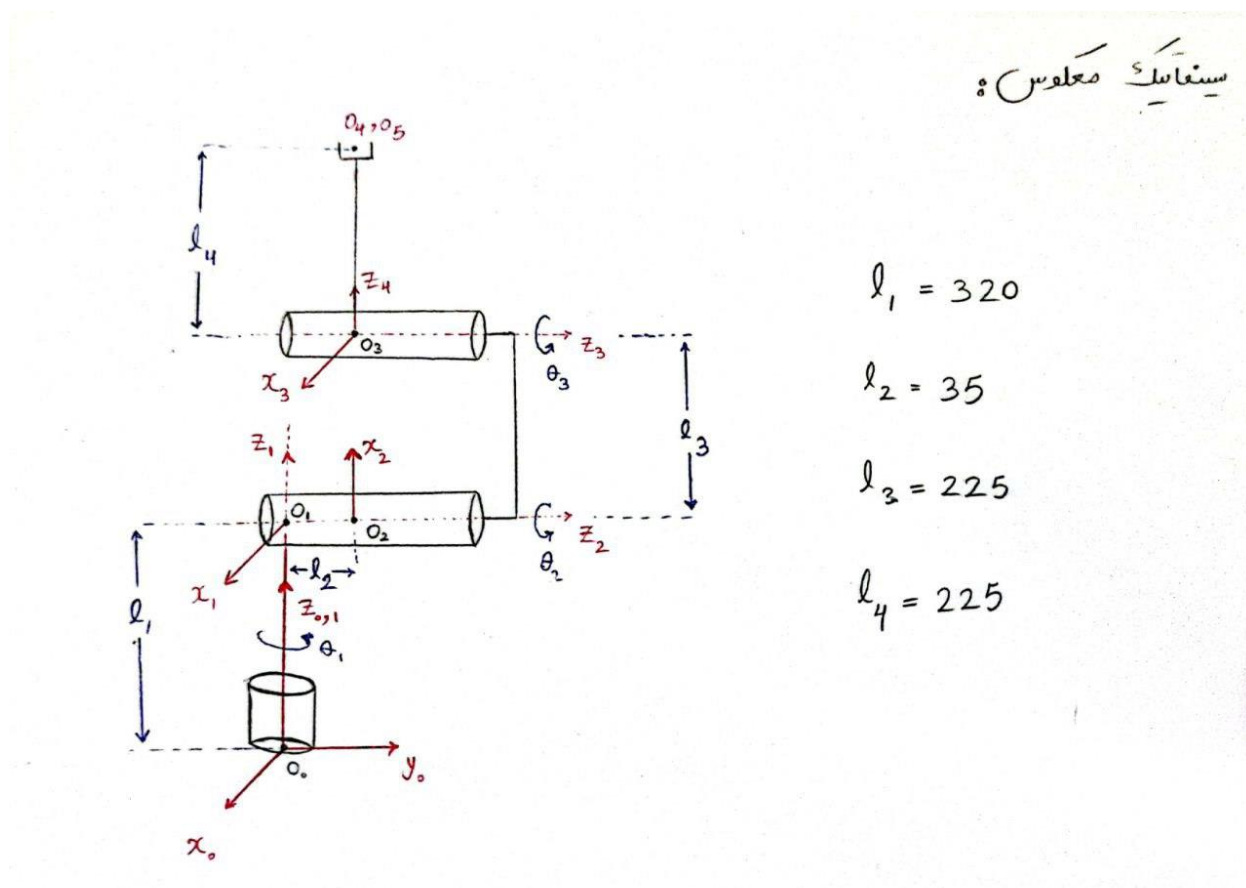 سینماتیک معکوس:
O₄, O₅
l₄
z₄
O₃
z₃
x₃
θ₃
l₁ = 320
z₁
x₂
l₃
l₂ = 35
O₁
O₂
z₂
l₃ = 225
x₁
l₂
θ₂
l₄ = 225
l₁
z₀,₁
θ₁
O₀
y₀
x₀